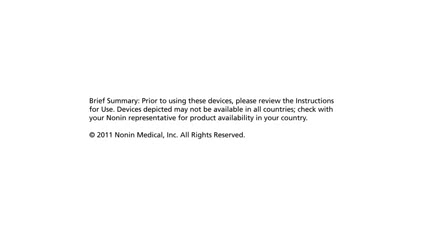 Brief Summary: Prior to using these devices, please review the Instructions
for Use. Devices depicted may not be available in all countries; check with
your Nonin representative for product availability in your country.
© 2011 Nonin Medical, Inc. All Rights Reserved.